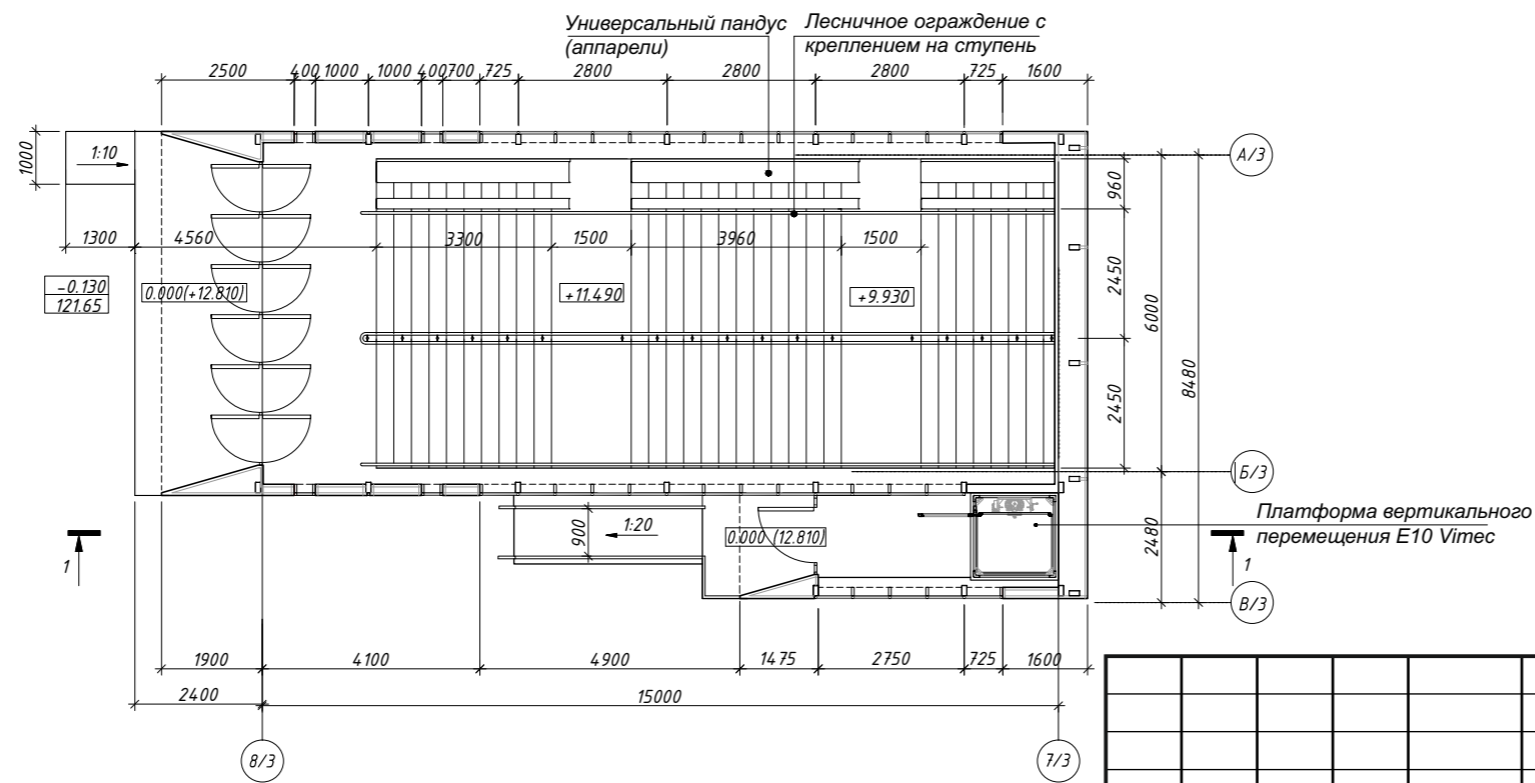 Универсальный пандус
(аппарели)
Лесничное ограждение с
креплением на ступень
2500 400 1000 1000 400 700 725 2800 2800 2800 725 1600
1000
1:10
А/3
960
1300 4560 3300 1500 3960 1500
-0.130
121.65
0.000(+12.810)
+11.490
+9.930
2450
6000
8480
2450
Б/3
900
1:20
0.000 (12.810)
2480
Платформа вертикального
перемещения E10 Vimec
1
1
В/3
1900 4100 4900 1475 2750 725 1600
2400 15000
8/3
7/3